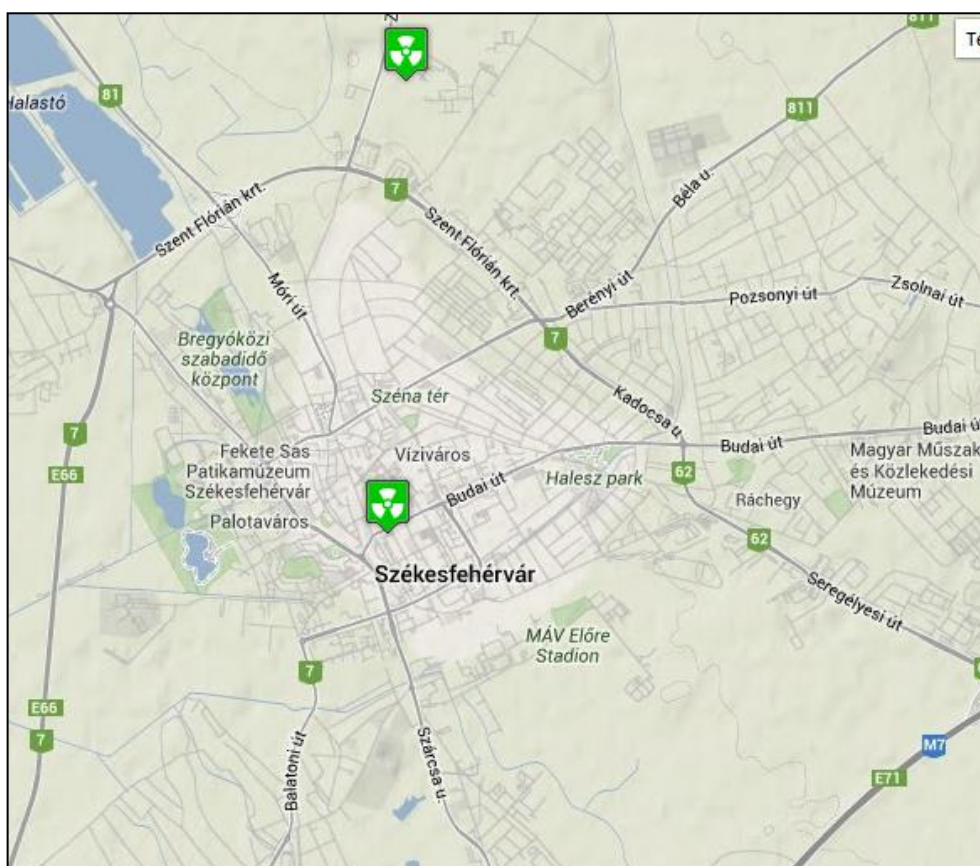 811
Halastó
81
811
7
Szent Flórián krt.
Szent Flórián krt.
Béla u.
Móri út
Berényi út
Pozsonyi út
Zsolnai út
7
Bregyóközi
szabadidő
központ
Széna tér
Kadocsa u.
7
E66
Fekete Sas
Patikamúzeum
Székesfehérvár
Víziváros
Budai út
Halesz park
62
Budai út
Budai ú
Magyar Műszak
és Közlekedési
Múzeum
Ráchegy
Palotaváros
62
Székesfehérvár
Seregélyesi út
MÁV Előre
Stadion
7
E66
7
Balatoni út
Szárcsa u.
M7
E71